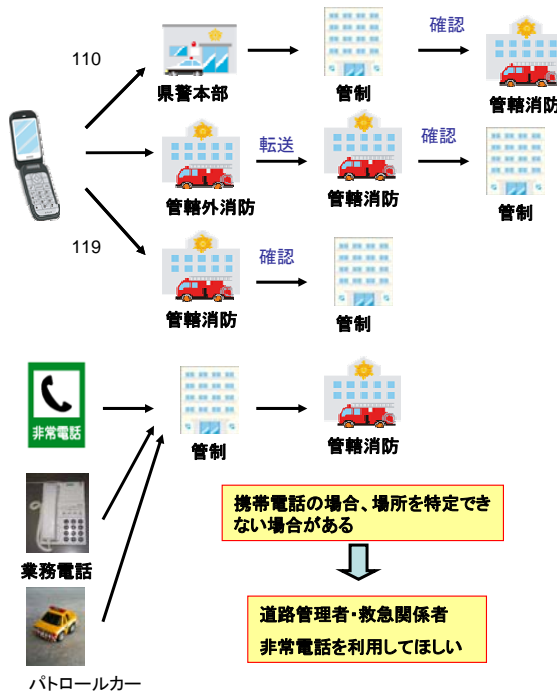 110
県警本部
管制
確認
管轄消防
管轄外消防
転送
管轄消防
確認
管制
119
管轄消防
確認
管制
非常電話
管制
管轄消防
業務電話
パトロールカー
携帯電話の場合、場所を特定でき
ない場合がある
道路管理者・救急関係者
非常電話を利用してほしい